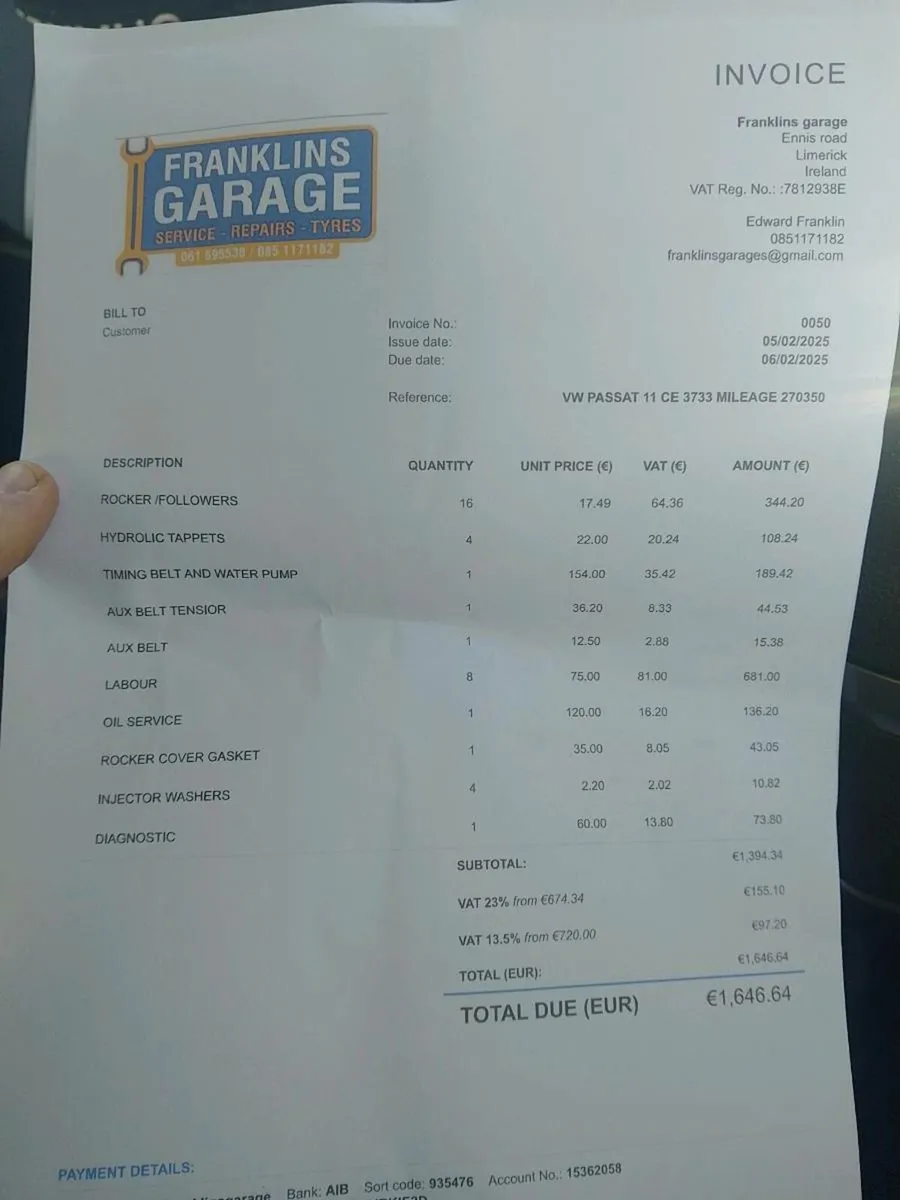 INVOICE
Franklins garage
Ennis road
Limerick
Ireland
VAT Reg. No.: :7812938E
Edward Franklin
0851171182
franklinsgarages@gmail.com
FRANKLINS
GARAGE
SERVICE - REPAIRS - TYRES
061 595538 / 085 1171182
BILL TO
Customer
Invoice No.: 0050
Issue date: 05/02/2025
Due date: 06/02/2025
Reference: VW PASSAT 11 CE 3733 MILEAGE 270350
DESCRIPTION QUANTITY UNIT PRICE (€) VAT (€) AMOUNT (€)
ROCKER /FOLLOWERS 16 17.49 64.36 344.20
HYDROLIC TAPPETS 4 22.00 20.24 108.24
TIMING BELT AND WATER PUMP 1 154.00 35.42 189.42
AUX BELT TENSIOR 1 36.20 8.33 44.53
AUX BELT 1 12.50 2.88 15.38
LABOUR 8 75.00 81.00 681.00
OIL SERVICE 1 120.00 16.20 136.20
ROCKER COVER GASKET 1 35.00 8.05 43.05
INJECTOR WASHERS 4 2.20 2.02 10.82
DIAGNOSTIC 1 60.00 13.80 73.80
SUBTOTAL: €1,394.34
VAT 23% from €674.34 €155.10
VAT 13.5% from €720.00 €97.20
TOTAL (EUR): €1,646.64
TOTAL DUE (EUR) €1,646.64
PAYMENT DETAILS:
Bank: AIB Sort code: 935476 Account No.: 15362058